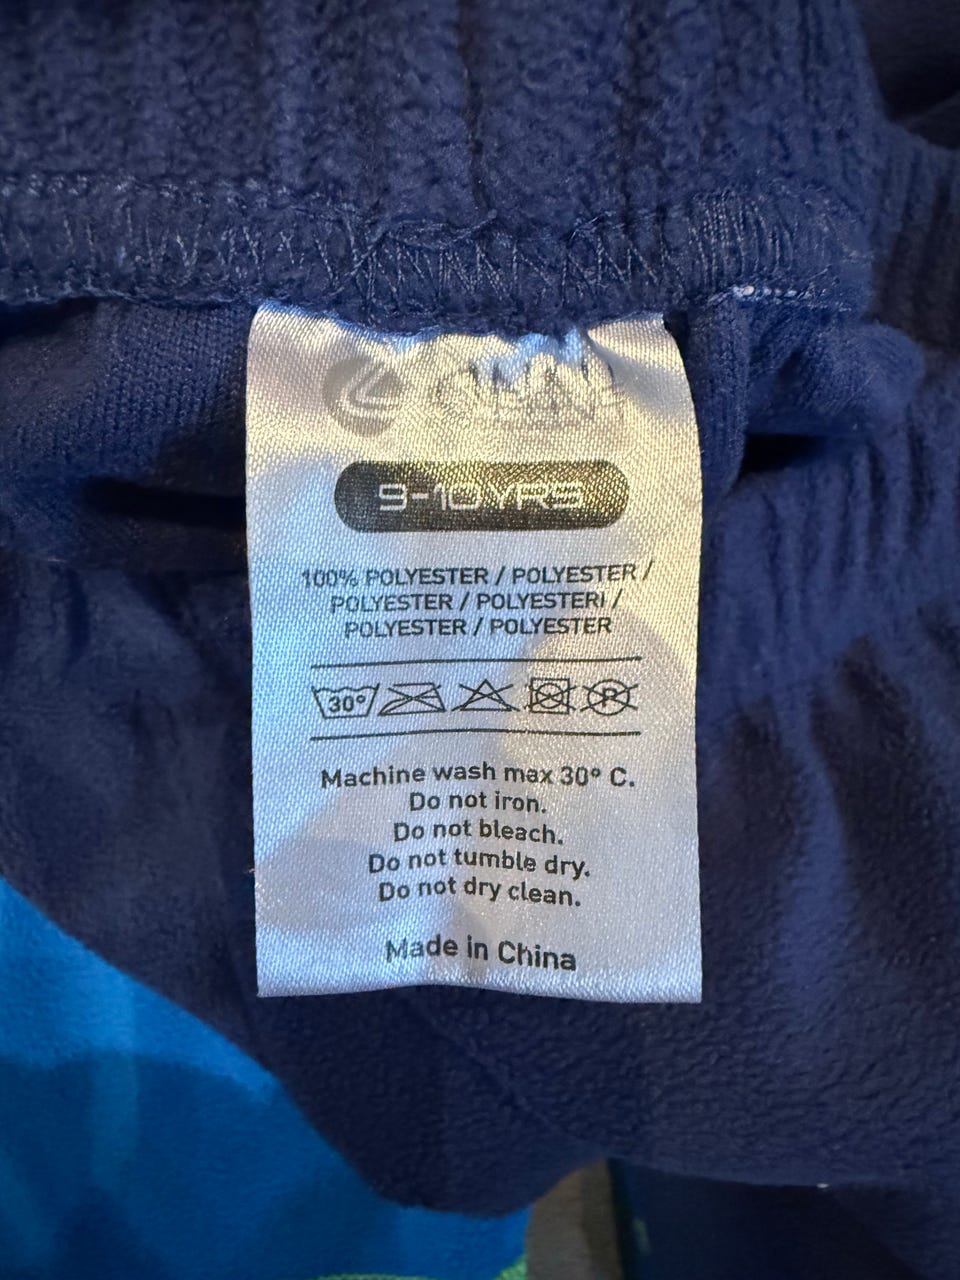 9-10YRS
100% POLYESTER / POLYESTER /
POLYESTER / POLYESTERI /
POLYESTER / POLYESTER
30°
P
Machine wash max 30° C.
Do not iron.
Do not bleach.
Do not tumble dry.
Do not dry clean.
Made in China